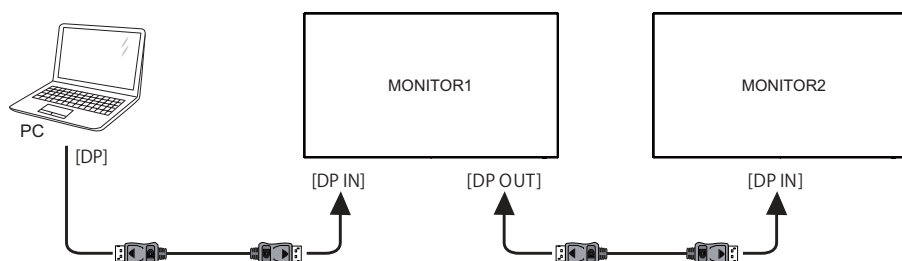 MONITOR1
MONITOR2
PC
[DP]
[DP IN]
[DP OUT]
[DP IN]